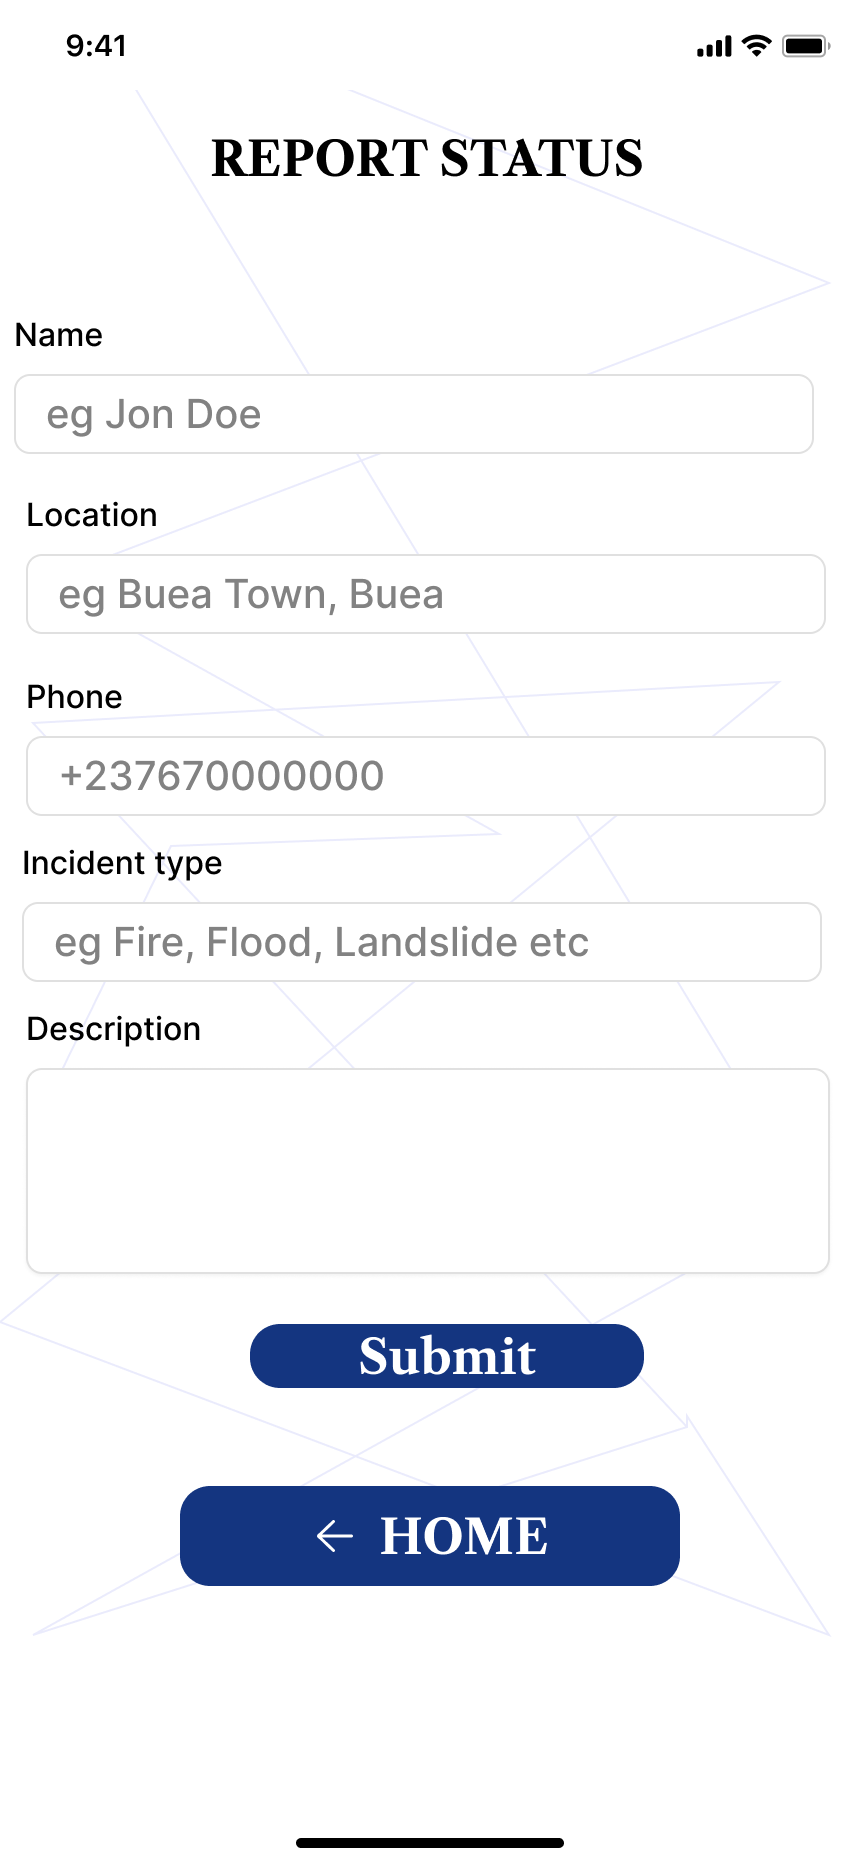 9:41
REPORT STATUS
Name
eg Jon Doe
Location
eg Buea Town, Buea
Phone
+237670000000
Incident type
eg Fire, Flood, Landslide etc
Description
Submit
← HOME